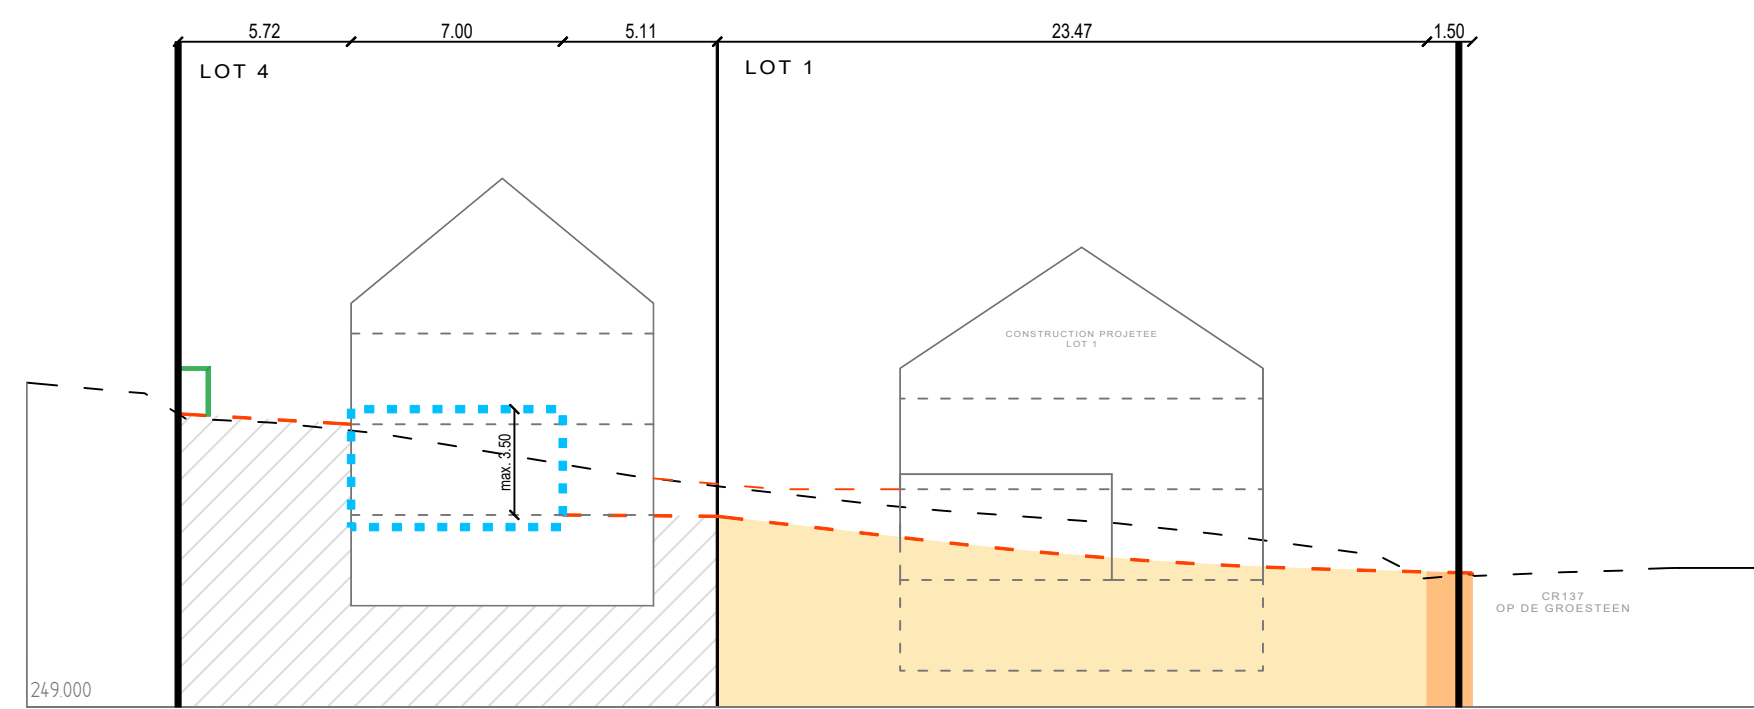 5.72 7.00 5.11 23.47 1.50
LOT 4
LOT 1
CONSTRUCTION PROJETEE
LOT 1
max. 3.50
CR137
OP DE GROESTEEN
249.000